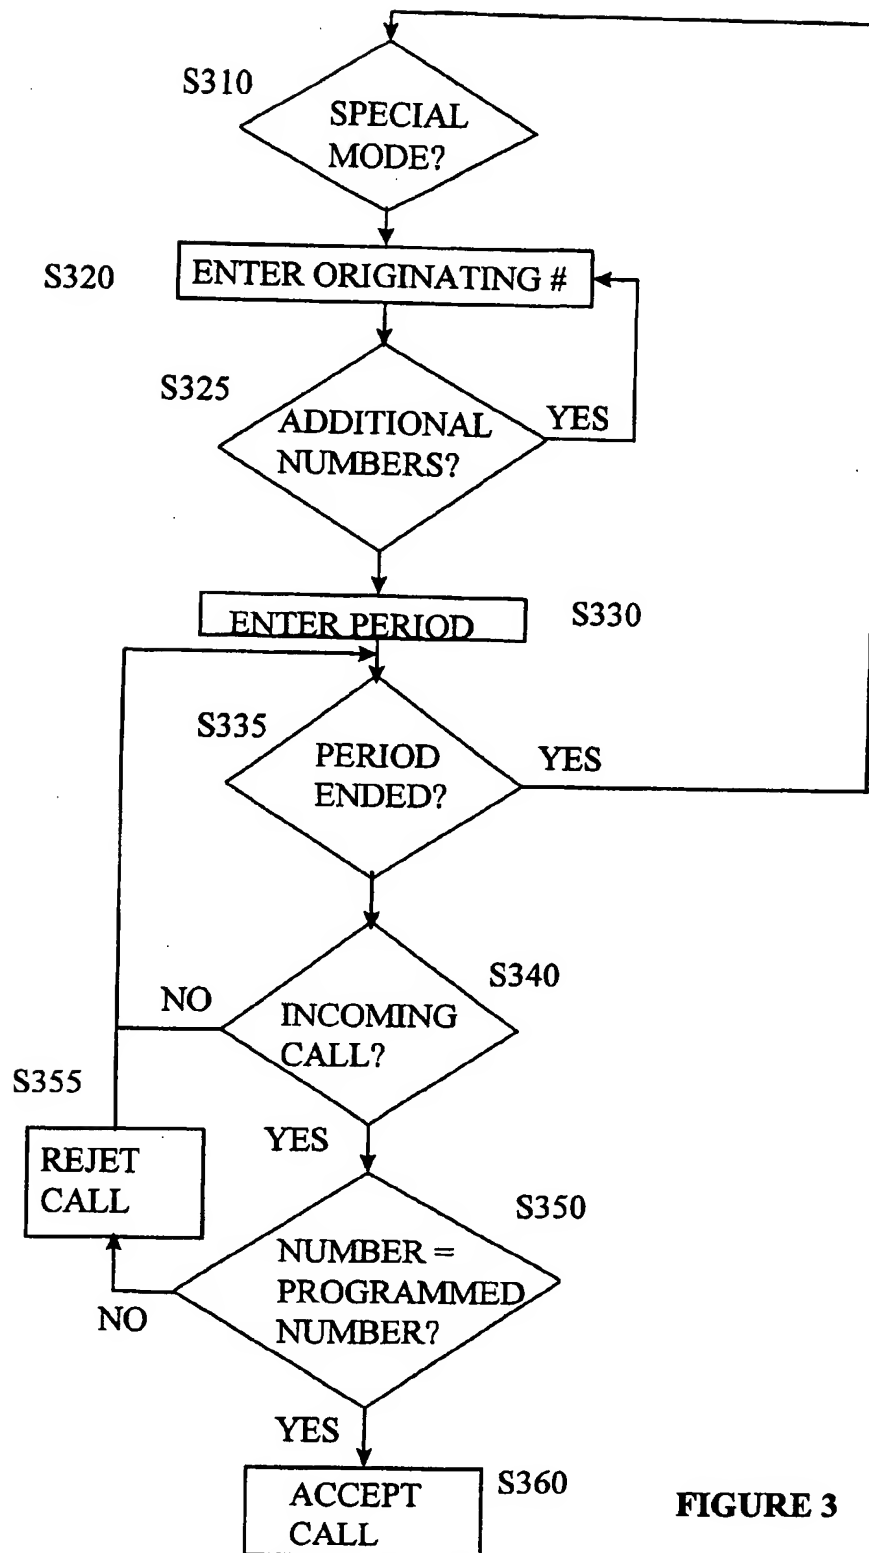 S310
SPECIAL
MODE?
S320
ENTER ORIGINATING #
S325
ADDITIONAL
NUMBERS?
YES
ENTER PERIOD
S330
S335
PERIOD
ENDED?
YES
S340
NO
INCOMING
CALL?
S355
YES
REJET
CALL
S350
NUMBER =
PROGRAMMED
NUMBER?
NO
YES
S360
ACCEPT
CALL
FIGURE 3